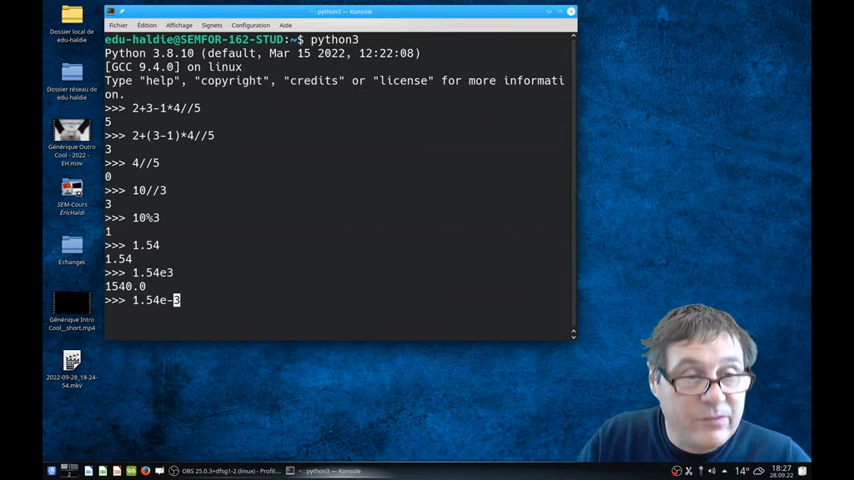 ~ : python3 — Konsole
Fichier Édition Affichage Signets Configuration Aide
edu-haldie@SEMFOR-162-STUD:~$ python3
Python 3.8.10 (default, Mar 15 2022, 12:22:08)
[GCC 9.4.0] on linux
Type "help", "copyright", "credits" or "license" for more informati
on.
>>> 2+3-1*4//5
5
>>> 2+(3-1)*4//5
3
>>> 4//5
0
>>> 10//3
3
>>> 10%3
1
>>> 1.54
1.54
>>> 1.54e3
1540.0
>>> 1.54e-3
Dossier local de
edu-haldie
Dossier réseau de
edu-haldie
Générique Outro
Cool - 2022 -
EH.mov
SEM-Cours
ÉricHaldi
Echanges
Générique Intro
Cool__short.mp4
2022-09-28_18-24-
54.mkv
2
OBS 25.0.3+dfsg1-2 (linux) - Profil:...
~ : python3 — Konsole
14°
18:27
28.09.22